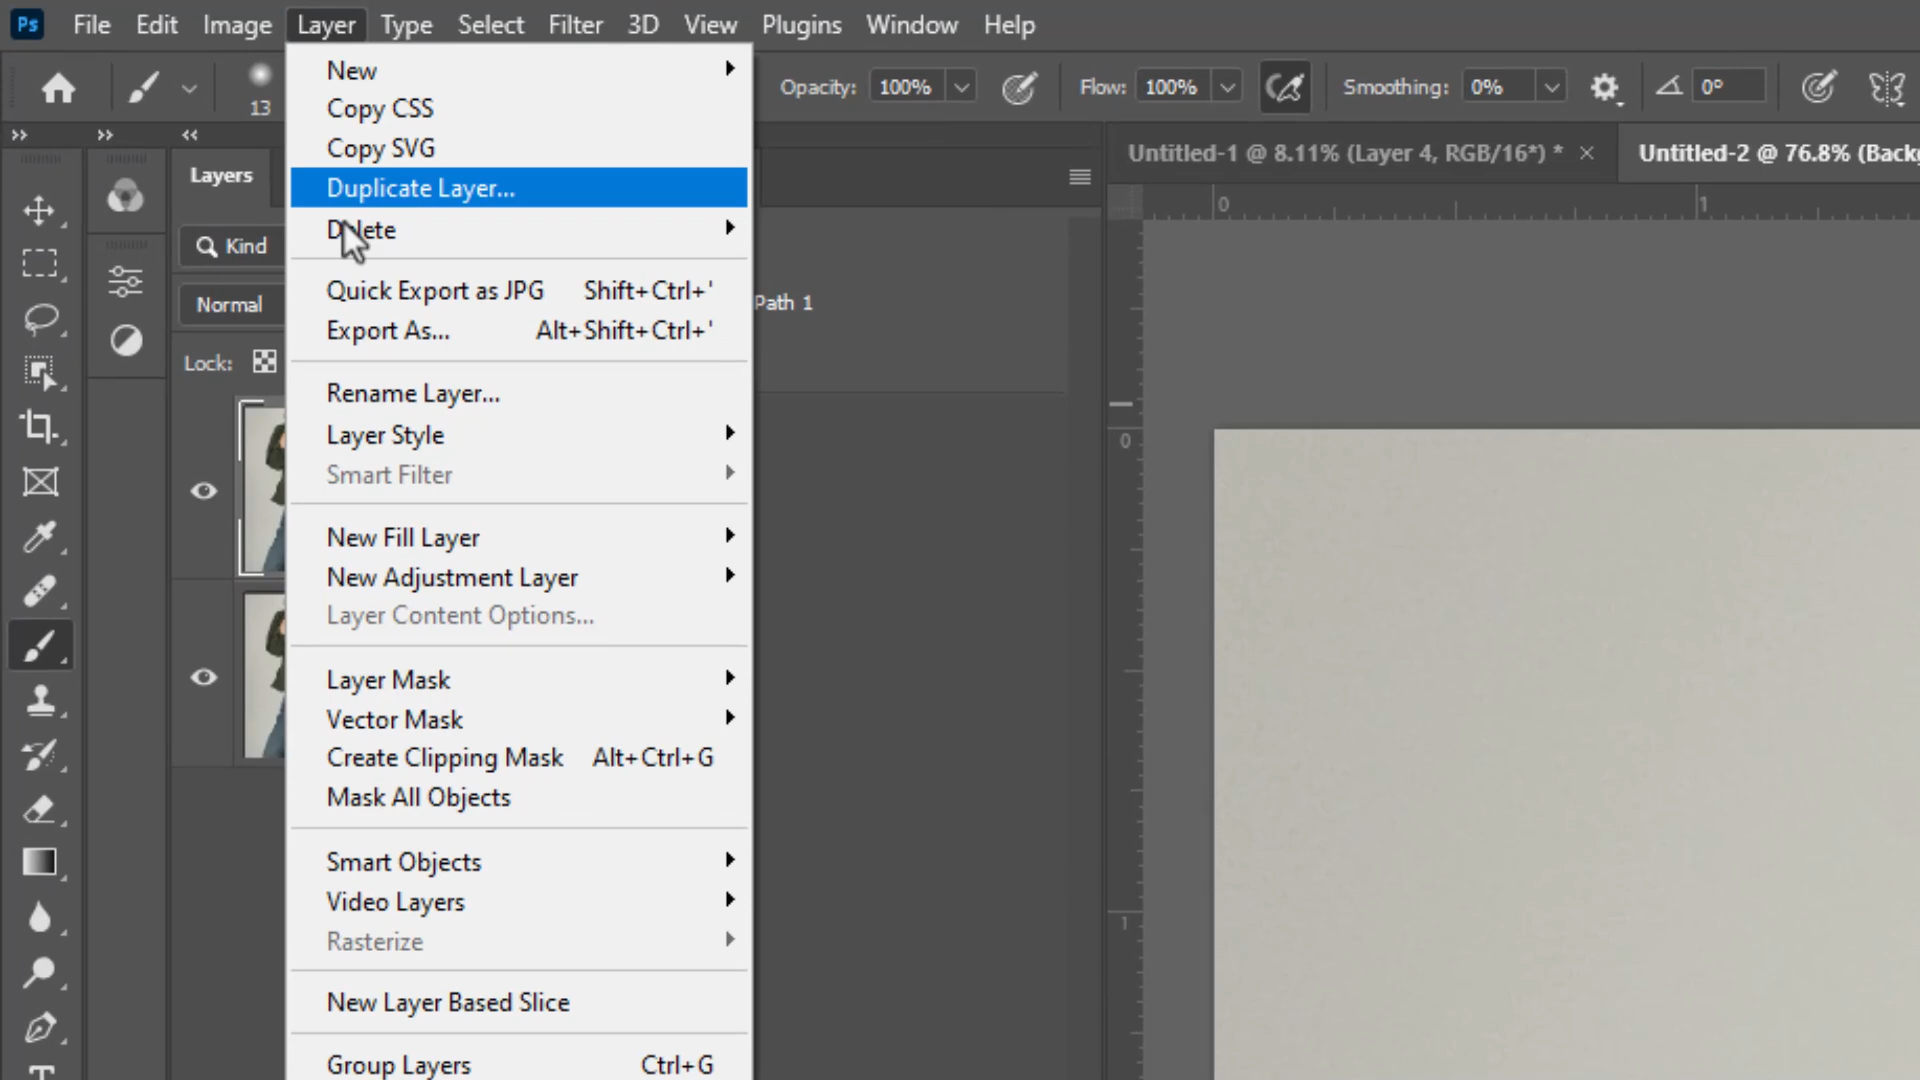 Ps File Edit Image Layer Type Select Filter 3D View Plugins Window Help
13 Opacity: 100% Flow: 100% Smoothing: 0% 0°
Layers
Kind
Normal
Lock:
New
Copy CSS
Copy SVG
Duplicate Layer...
Delete
Quick Export as JPG Shift+Ctrl+'
Export As... Alt+Shift+Ctrl+'
Rename Layer...
Layer Style
Smart Filter
New Fill Layer
New Adjustment Layer
Layer Content Options...
Layer Mask
Vector Mask
Create Clipping Mask Alt+Ctrl+G
Mask All Objects
Smart Objects
Video Layers
Rasterize
New Layer Based Slice
Group Layers Ctrl+G
Path 1
Untitled-1 @ 8.11% (Layer 4, RGB/16*) * × Untitled-2 @ 76.8% (Backg
0 1
0
1